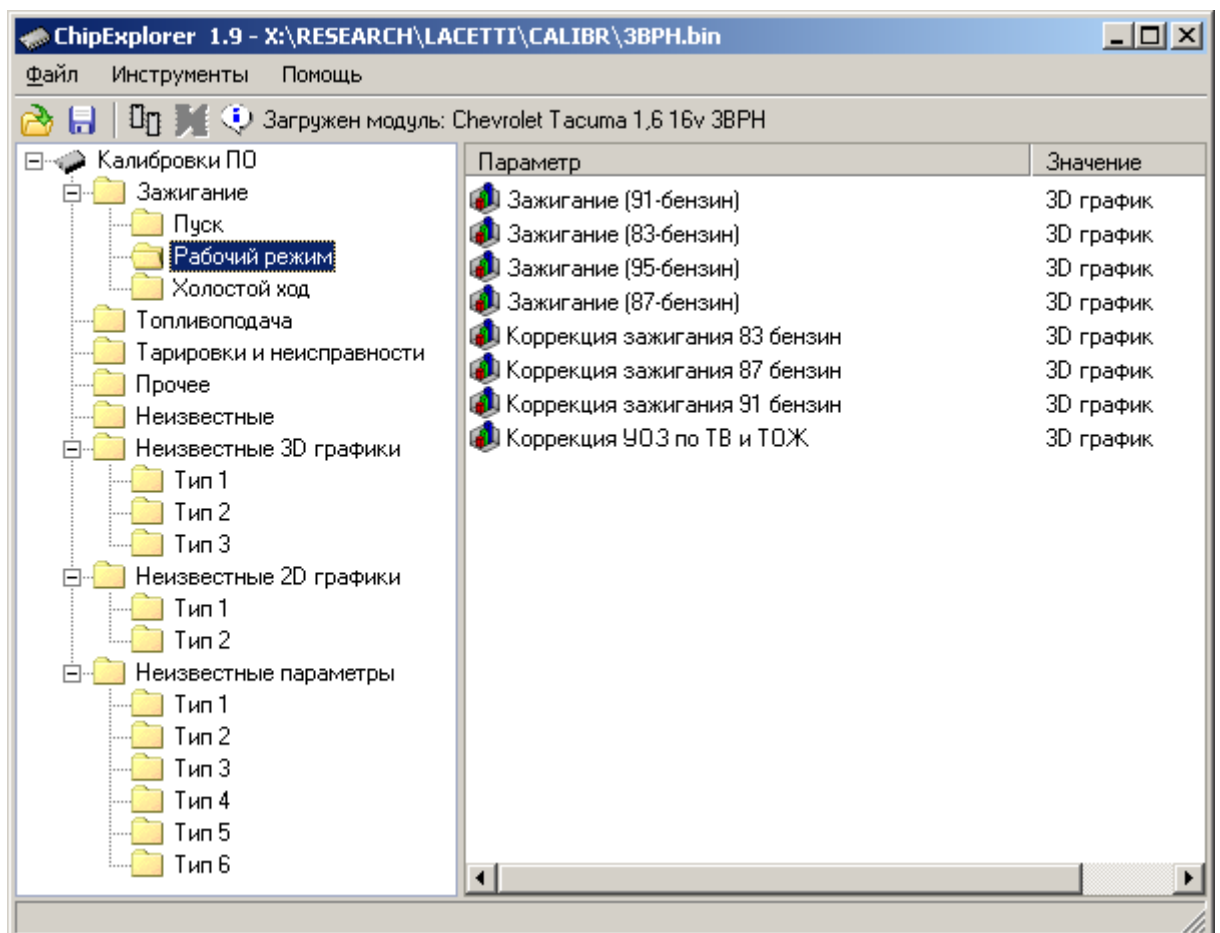 ChipExplorer 1.9 - X:\RESEARCH\LACETTI\CALIBR\3BPH.bin
Файл Инструменты Помощь
Загружен модуль: Chevrolet Tacuma 1,6 16v 3BPH
Калибровки ПО
Зажигание
Пуск
Рабочий режим
Холостой ход
Топливоподача
Тарировки и неисправности
Прочее
Неизвестные
Неизвестные 3D графики
Тип 1
Тип 2
Тип 3
Неизвестные 2D графики
Тип 1
Тип 2
Неизвестные параметры
Тип 1
Тип 2
Тип 3
Тип 4
Тип 5
Тип 6
Параметр Значение
Зажигание (91-бензин) 3D график
Зажигание (83-бензин) 3D график
Зажигание (95-бензин) 3D график
Зажигание (87-бензин) 3D график
Коррекция зажигания 83 бензин 3D график
Коррекция зажигания 87 бензин 3D график
Коррекция зажигания 91 бензин 3D график
Коррекция УОЗ по ТВ и ТОЖ 3D график